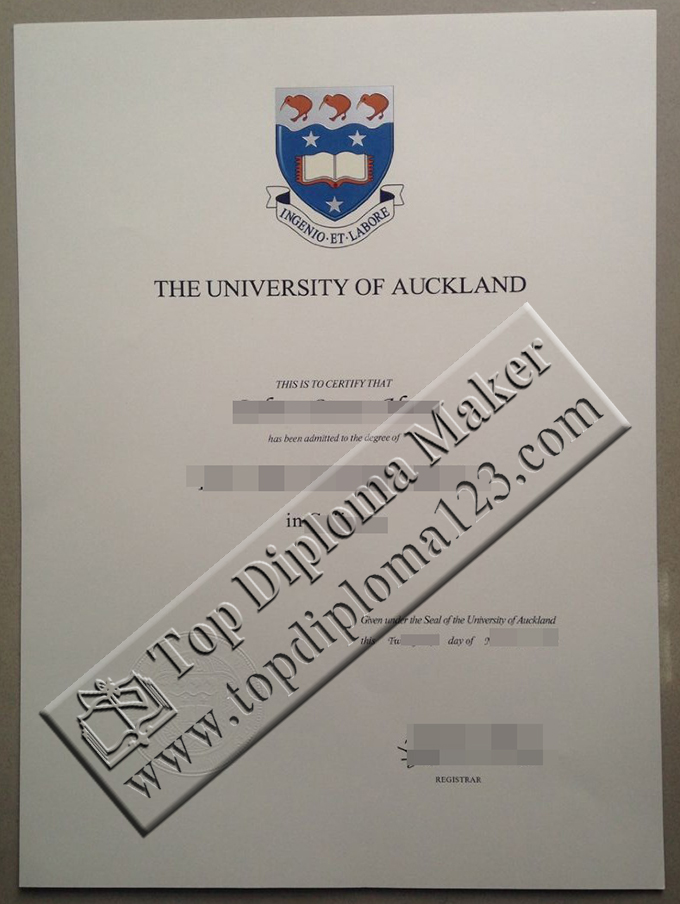 INGENIO·ET·LABORE
THE UNIVERSITY OF AUCKLAND
THIS IS TO CERTIFY THAT
has been admitted to the degree of
in
Given under the Seal of the University of Auckland
this day of
REGISTRAR
Top Diploma Maker
www.topdiploma123.com